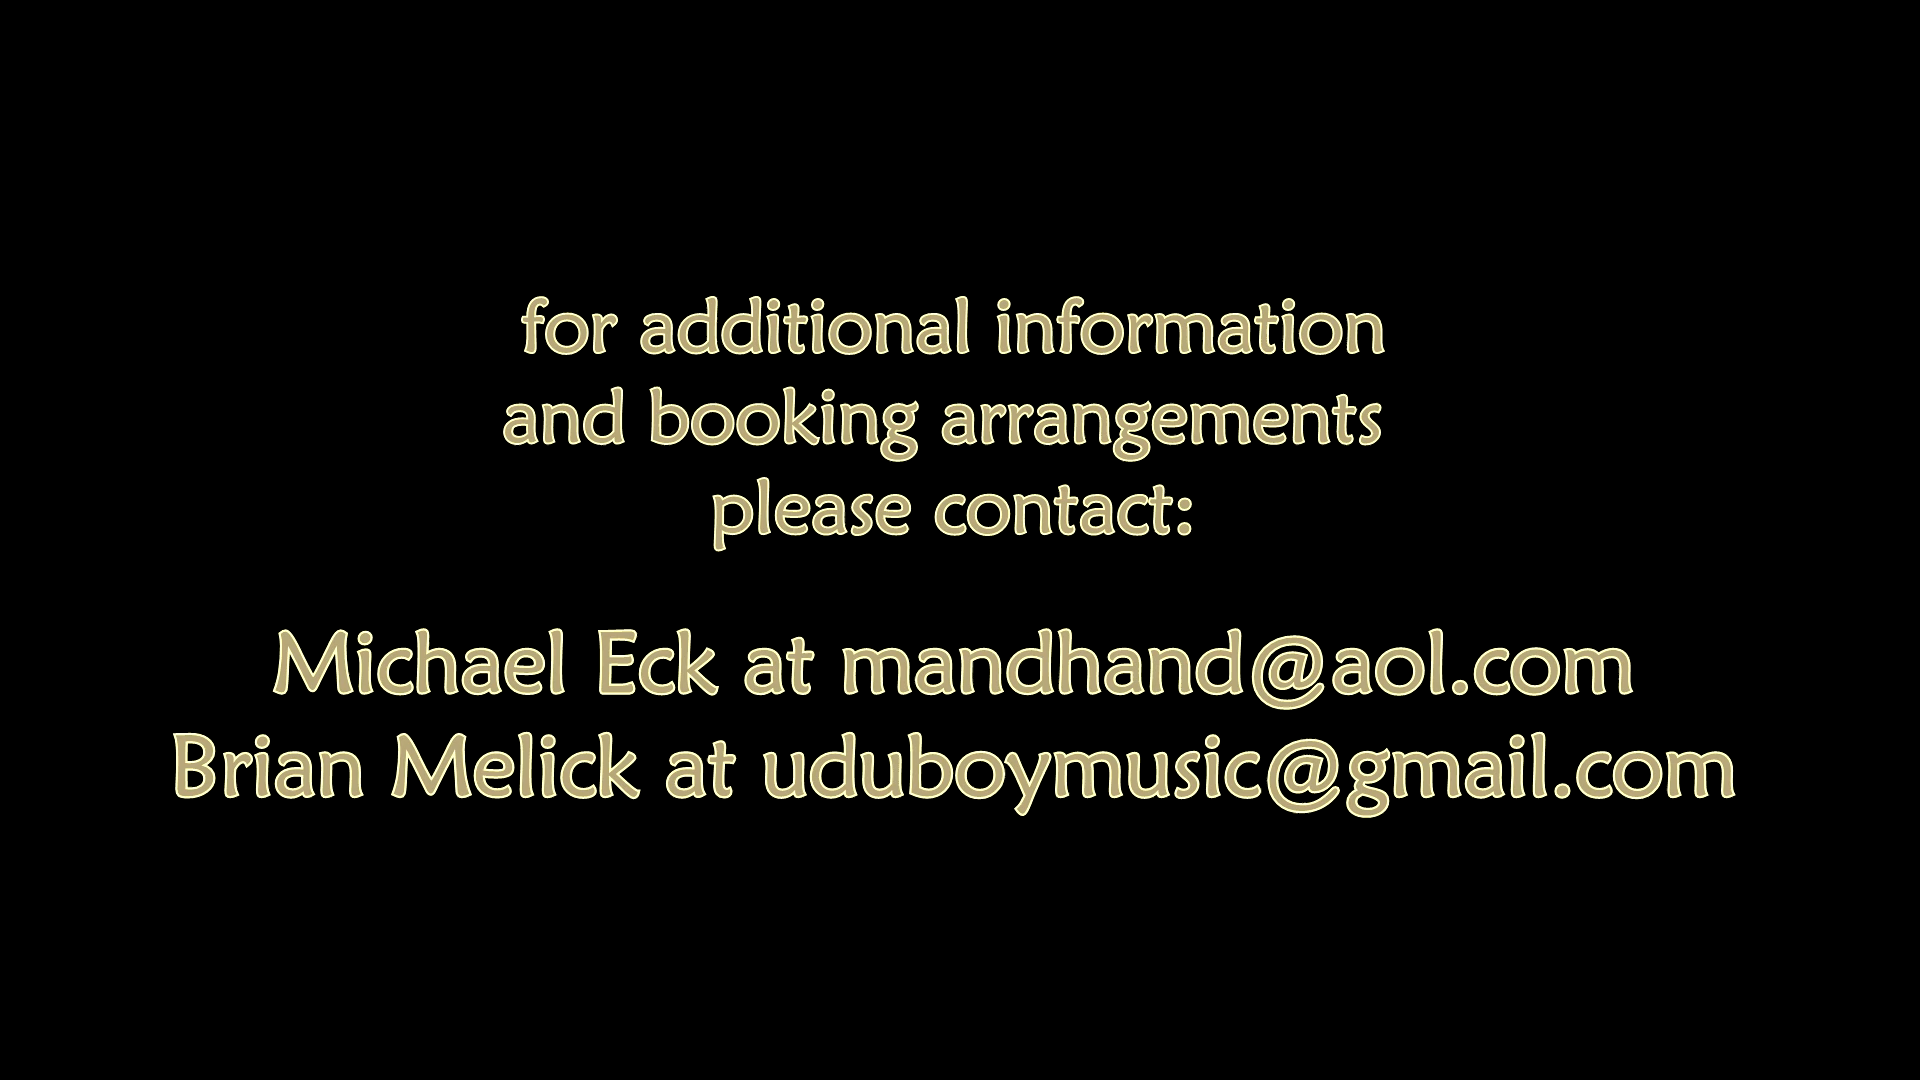 for additional information
and booking arrangements
please contact:
Michael Eck at mandhand@aol.com
Brian Melick at uduboymusic@gmail.com